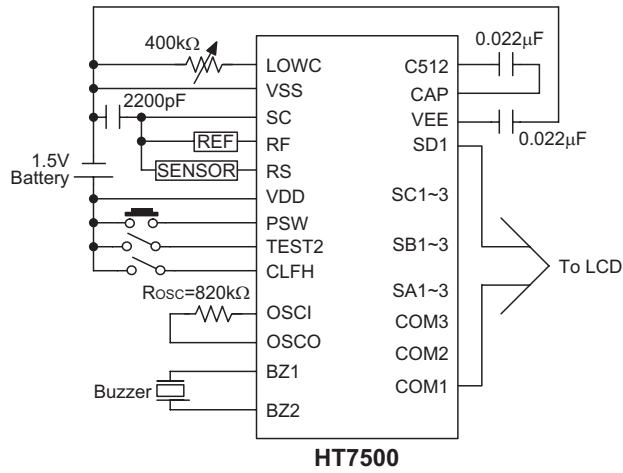 400kΩ
2200pF
REF
SENSOR
1.5V
Battery
ROSC=820kΩ
Buzzer
LOWC
VSS
SC
RF
RS
VDD
PSW
TEST2
CLFH
OSCI
OSCO
BZ1
BZ2
C512
CAP
VEE
SD1
SC1~3
SB1~3
SA1~3
COM3
COM2
COM1
0.022µF
0.022µF
To LCD
HT7500